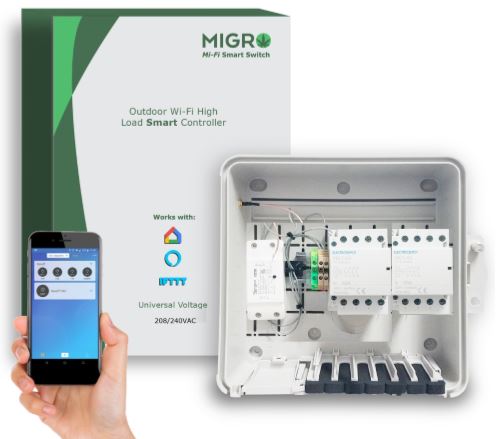 MIGRO
Mi-Fi Smart Switch
Outdoor Wi-Fi High
Load Smart Controller
Works with:
IFTTT
Universal Voltage
208/240VAC